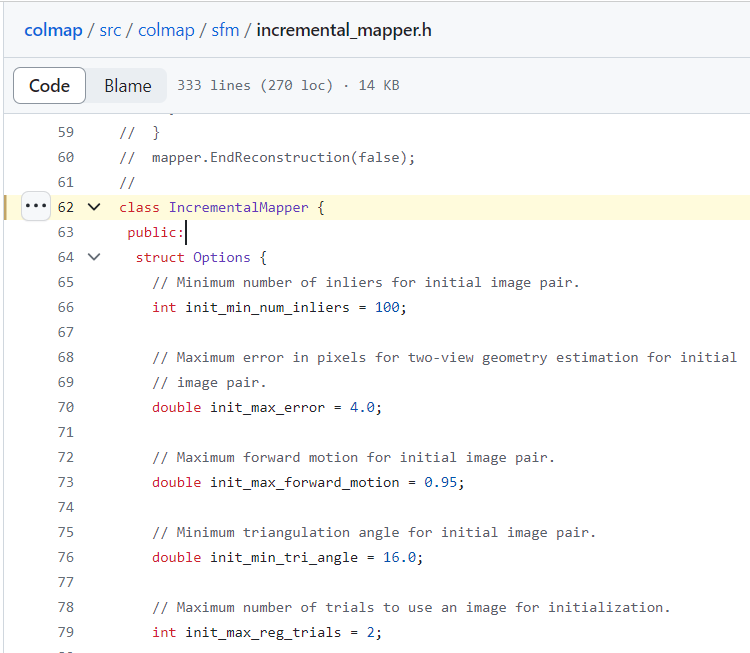 colmap / src / colmap / sfm / incremental_mapper.h
Code Blame 333 lines (270 loc) · 14 KB
59 // }
60 // mapper.EndReconstruction(false);
61 //
62 class IncrementalMapper {
63 public:
64 struct Options {
65 // Minimum number of inliers for initial image pair.
66 int init_min_num_inliers = 100;
67
68 // Maximum error in pixels for two-view geometry estimation for initial
69 // image pair.
70 double init_max_error = 4.0;
71
72 // Maximum forward motion for initial image pair.
73 double init_max_forward_motion = 0.95;
74
75 // Minimum triangulation angle for initial image pair.
76 double init_min_tri_angle = 16.0;
77
78 // Maximum number of trials to use an image for initialization.
79 int init_max_reg_trials = 2;